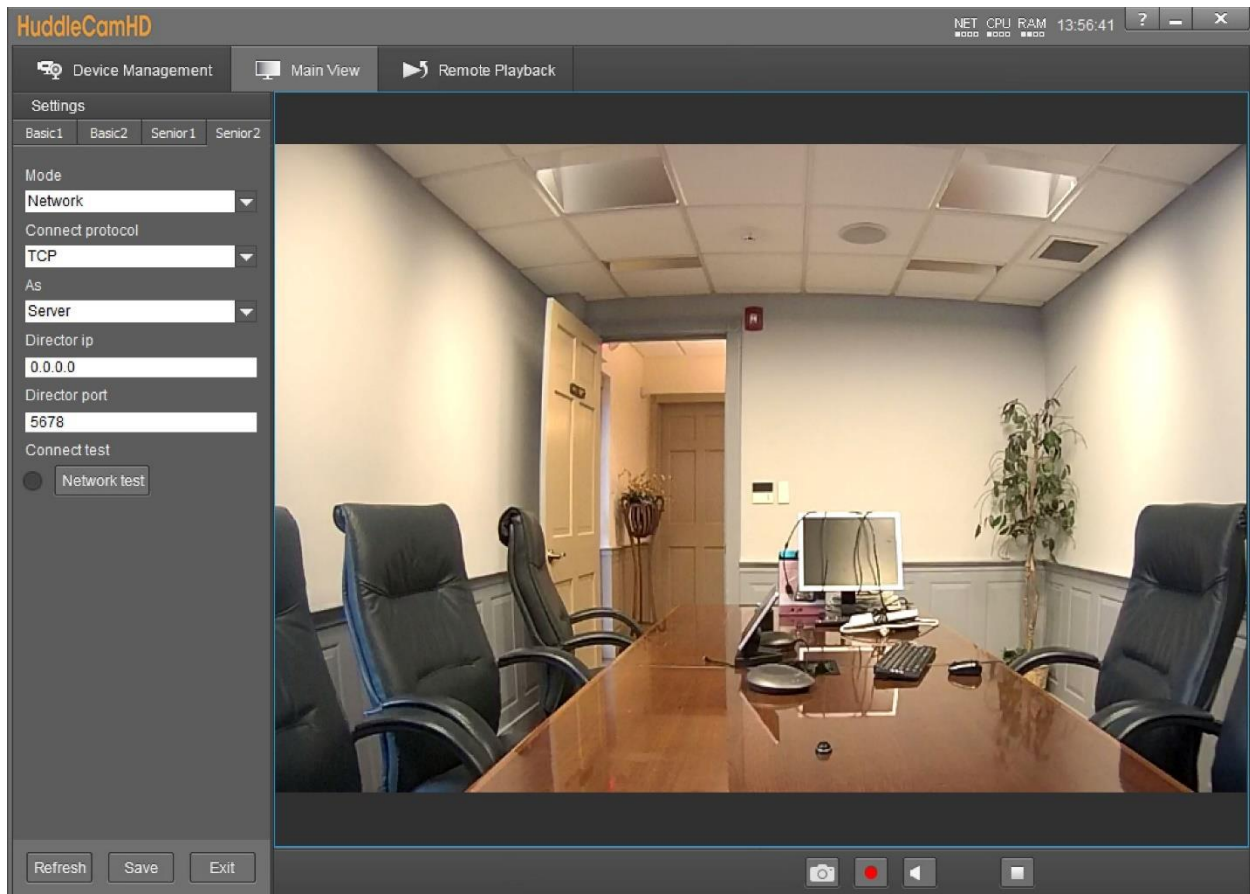 HuddleCamHD
NET CPU RAM 13:56:41 ?
Device Management
Main View
Remote Playback
Settings
Basic1 Basic2 Senior1 Senior2
Mode
Network
Connect protocol
TCP
As
Server
Director ip
0.0.0.0
Director port
5678
Connect test
Network test
Refresh Save Exit